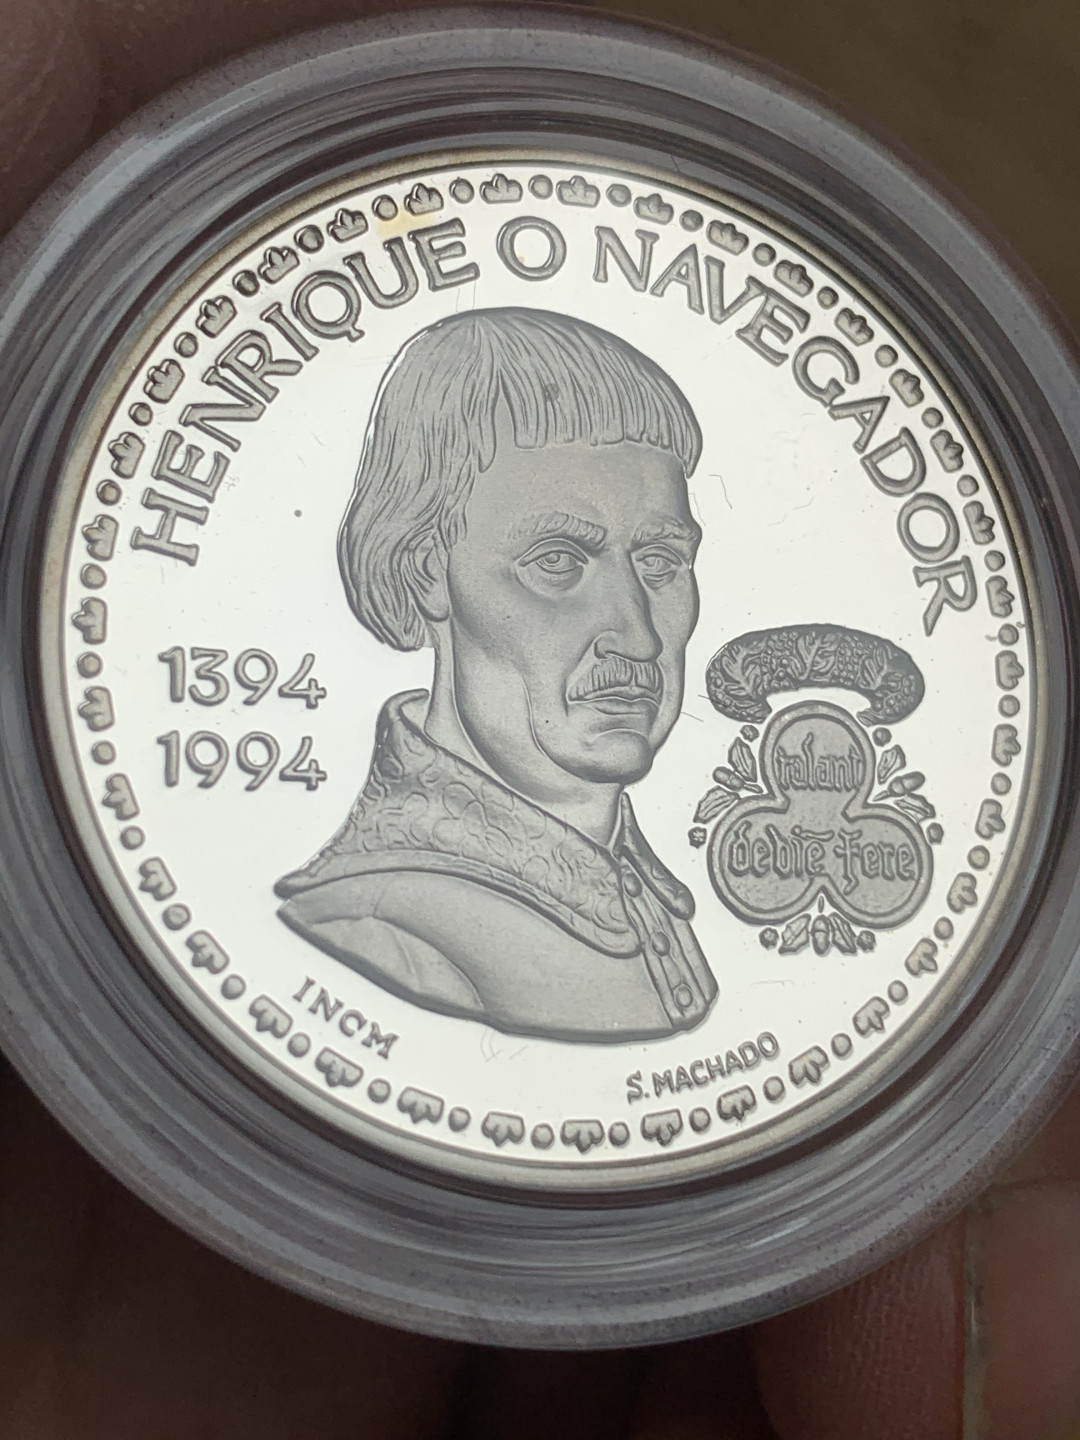 HENRIQUE O NAVEGADOR
1394
1994
talant
de bie fere
INCM
S. MACHADO